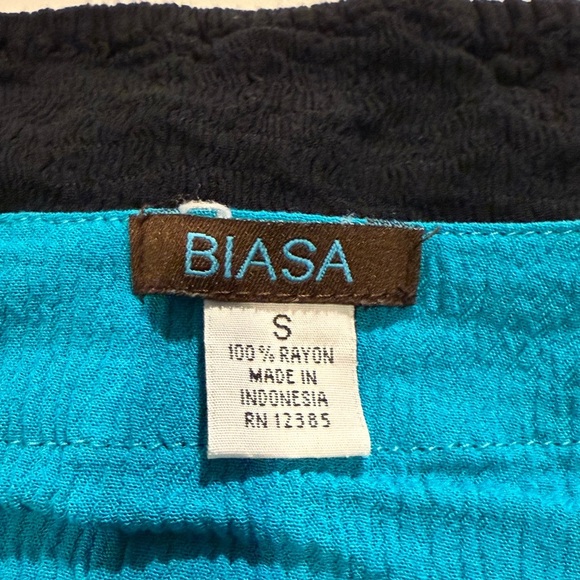 BIASA
S
100% RAYON
MADE IN
INDONESIA
RN 12385